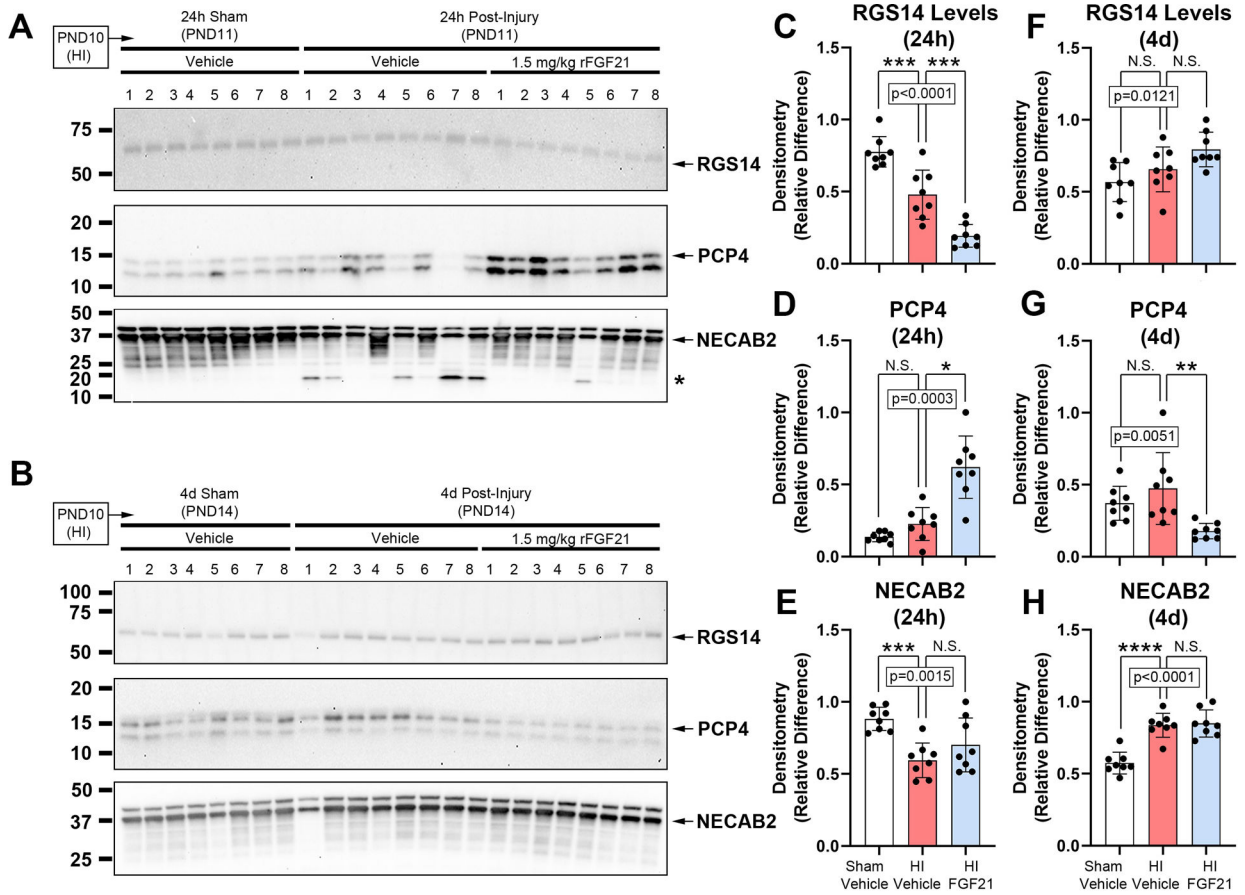 A
PND10
(HI)
24h Sham
(PND11)
24h Post-Injury
(PND11)
Vehicle
Vehicle
1.5 mg/kg rFGF21
1 2 3 4 5 6 7 8 1 2 3 4 5 6 7 8 1 2 3 4 5 6 7 8
75
50
RGS14
20
15
10
PCP4
50
37
25
20
10
NECAB2
*
B
PND10
(HI)
4d Sham
(PND14)
4d Post-Injury
(PND14)
Vehicle
Vehicle
1.5 mg/kg rFGF21
1 2 3 4 5 6 7 8 1 2 3 4 5 6 7 8 1 2 3 4 5 6 7 8
100
75
50
RGS14
20
15
10
PCP4
50
37
25
NECAB2
C
RGS14 Levels
(24h)
Densitometry
(Relative Difference)
1.5
1.0
0.5
0.0
*** ***
p<0.0001
F
RGS14 Levels
(4d)
Densitometry
(Relative Difference)
1.5
1.0
0.5
0.0
N.S. N.S.
p=0.0121
D
PCP4
(24h)
Densitometry
(Relative Difference)
1.5
1.0
0.5
0.0
N.S. *
p=0.0003
G
PCP4
(4d)
Densitometry
(Relative Difference)
1.5
1.0
0.5
0.0
N.S. **
p=0.0051
E
NECAB2
(24h)
Densitometry
(Relative Difference)
1.5
1.0
0.5
0.0
*** N.S.
p=0.0015
Sham HI HI
Vehicle Vehicle FGF21
H
NECAB2
(4d)
Densitometry
(Relative Difference)
1.5
1.0
0.5
0.0
**** N.S.
p<0.0001
Sham HI HI
Vehicle Vehicle FGF21